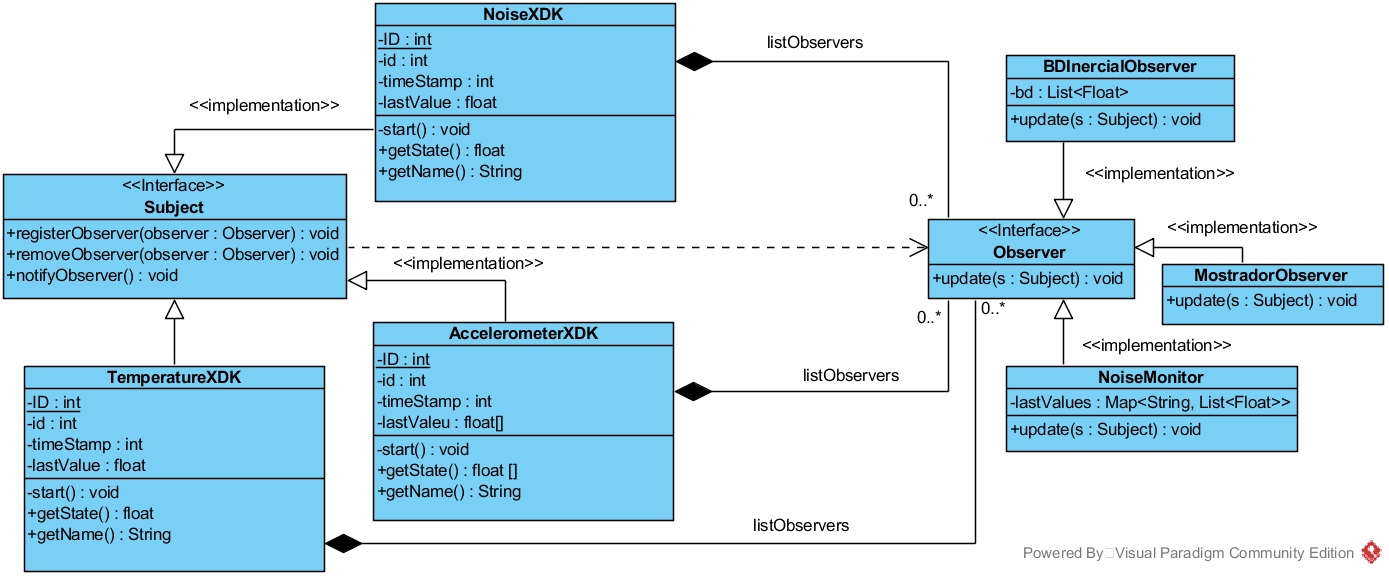 NoiseXDK
-ID : int
-id : int
-timeStamp : int
-lastValue : float
-start() : void
+getState() : float
+getName() : String
listObservers
<<implementation>>
BDInercialObserver
-bd : List<Float>
+update(s : Subject) : void
<<implementation>>
<<Interface>>
Subject
+registerObserver(observer : Observer) : void
+removeObserver(observer : Observer) : void
+notifyObserver() : void
0..*
<<Interface>>
Observer
+update(s : Subject) : void
<<implementation>>
MostradorObserver
+update(s : Subject) : void
<<implementation>>
AccelerometerXDK
-ID : int
-id : int
-timeStamp : int
-lastValeu : float[]
-start() : void
+getState() : float []
+getName() : String
0..*
0..*
listObservers
<<implementation>>
NoiseMonitor
-lastValues : Map<String, List<Float>>
+update(s : Subject) : void
TemperatureXDK
-ID : int
-id : int
-timeStamp : int
-lastValue : float
-start() : void
+getState() : float
+getName() : String
listObservers
Powered By Visual Paradigm Community Edition